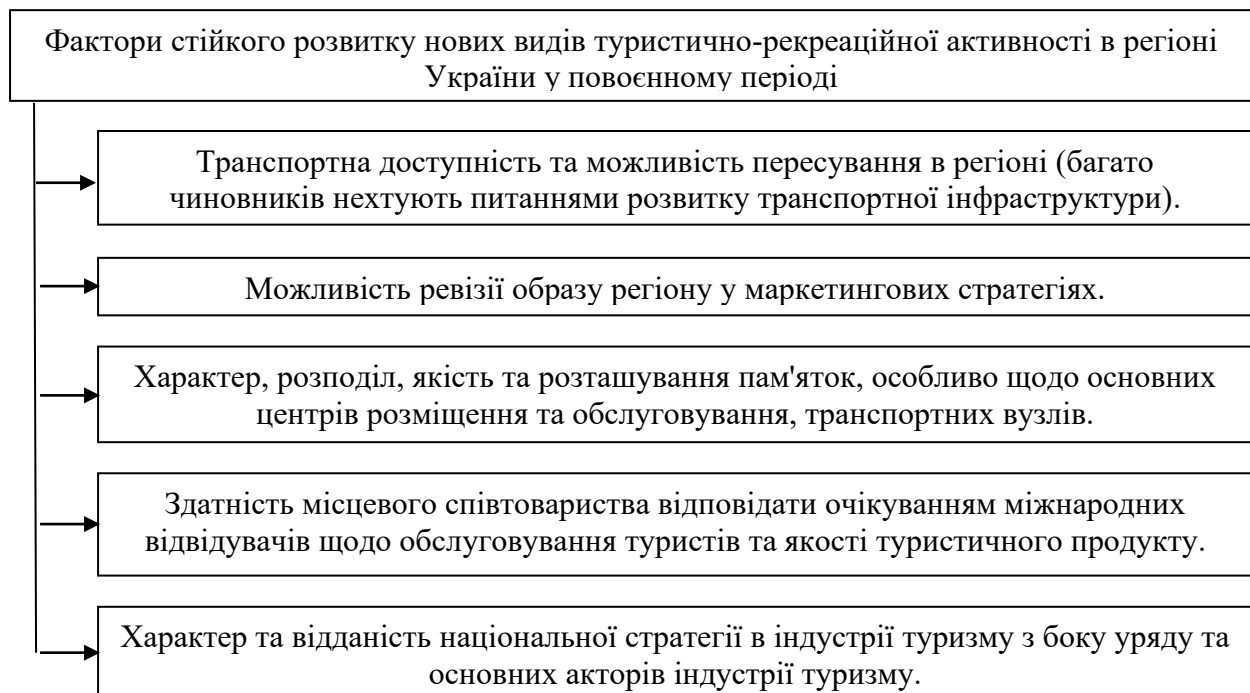 Фактори стійкого розвитку нових видів туристично-рекреаційної активності в регіоні
України у повоєнному періоді
Транспортна доступність та можливість пересування в регіоні (багато
чиновників нехтують питаннями розвитку транспортної інфраструктури).
Можливість ревізії образу регіону у маркетингових стратегіях.
Характер, розподіл, якість та розташування пам'яток, особливо щодо основних
центрів розміщення та обслуговування, транспортних вузлів.
Здатність місцевого співтовариства відповідати очікуванням міжнародних
відвідувачів щодо обслуговування туристів та якості туристичного продукту.
Характер та відданість національної стратегії в індустрії туризму з боку уряду та
основних акторів індустрії туризму.